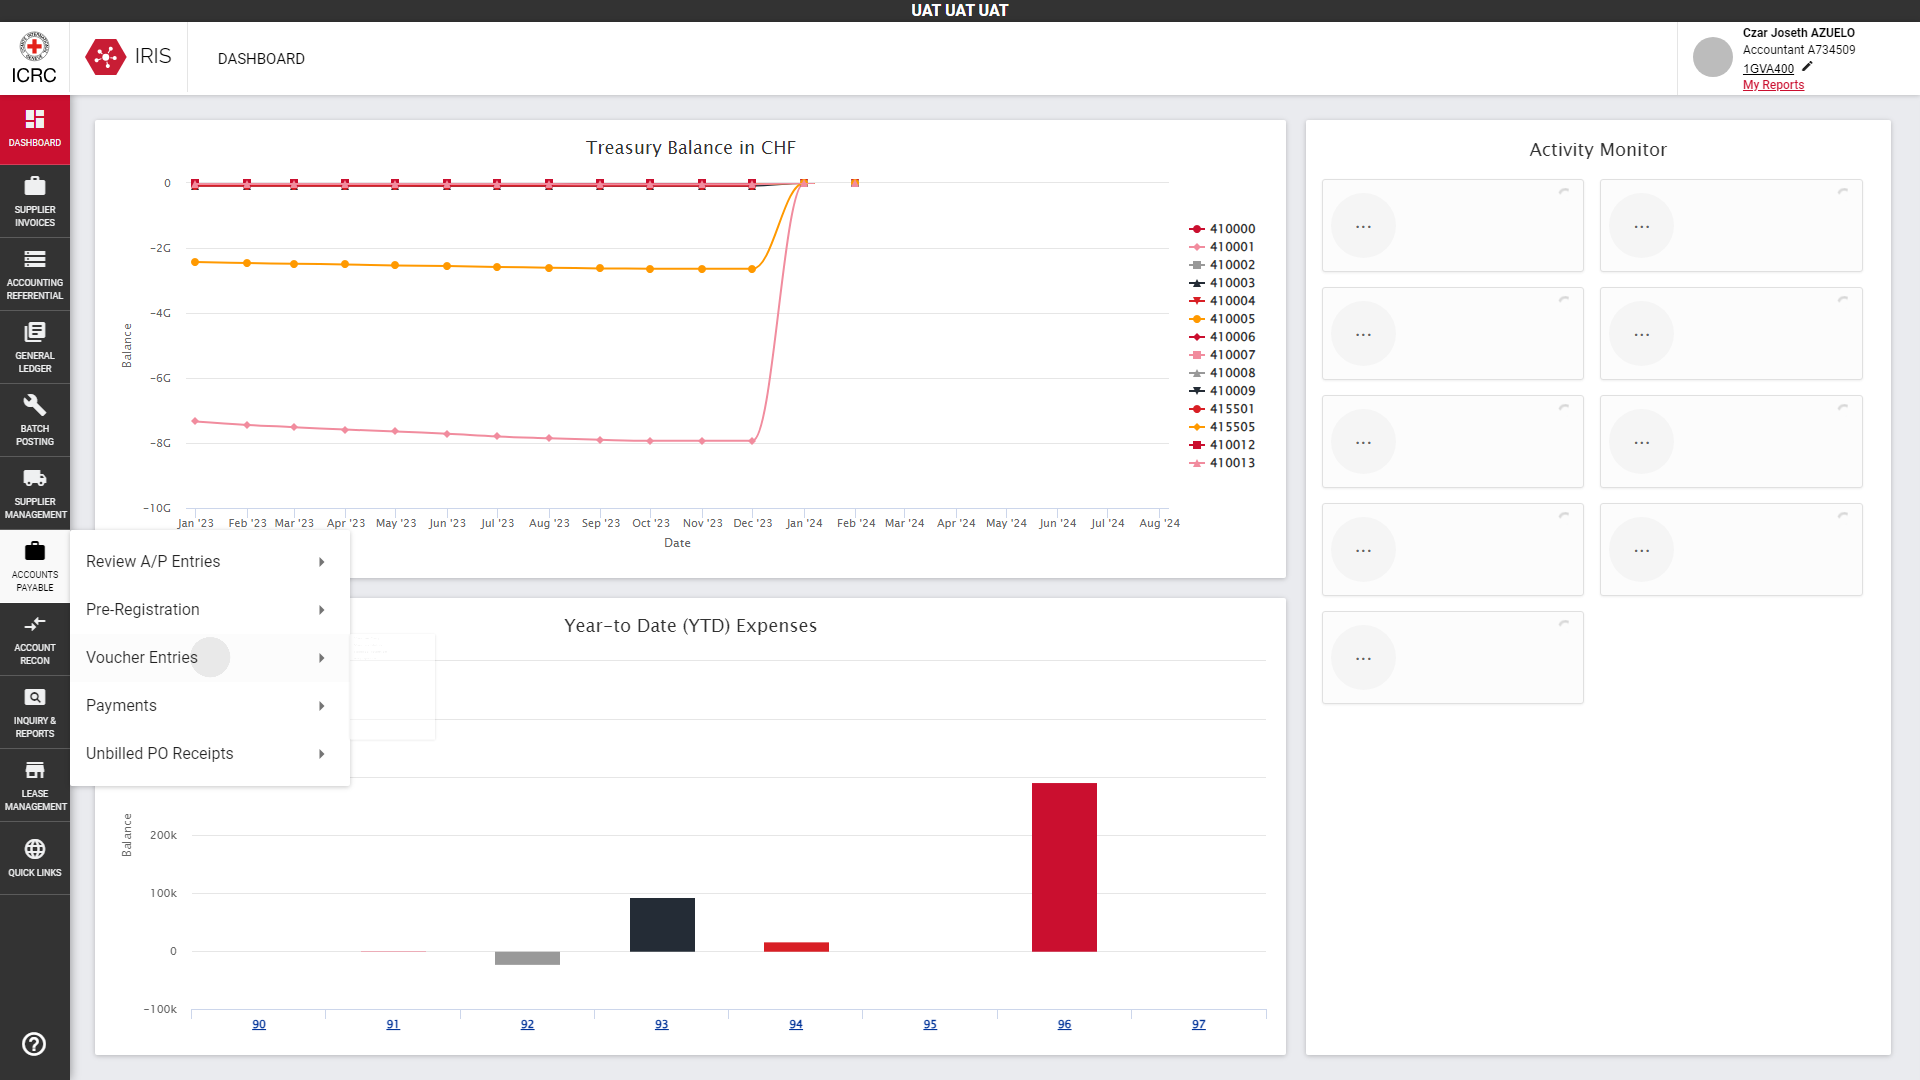 UAT UAT UAT
ICRC
IRIS
DASHBOARD
Czar Joseth AZUELO
Accountant A734509
1GVA400
My Reports
DASHBOARD
SUPPLIER
INVOICES
ACCOUNTING
REFERENTIAL
GENERAL
LEDGER
BATCH
POSTING
SUPPLIER
MANAGEMENT
ACCOUNTS
PAYABLE
ACCOUNT
RECON
INQUIRY &
REPORTS
LEASE
MANAGEMENT
QUICK LINKS
Review A/P Entries
Pre-Registration
Voucher Entries
Payments
Unbilled PO Receipts
Treasury Balance in CHF
Balance
0
-2G
-4G
-6G
-8G
-10G
Jan '23 Feb '23 Mar '23 Apr '23 May '23 Jun '23 Jul '23 Aug '23 Sep '23 Oct '23 Nov '23 Dec '23 Jan '24 Feb '24 Mar '24 Apr '24 May '24 Jun '24 Jul '24 Aug '24
Date
410000
410001
410002
410003
410004
410005
410006
410007
410008
410009
415501
415505
410012
410013
Year-to Date (YTD) Expenses
Balance
200k
100k
0
-100k
90 91 92 93 94 95 96 97
Activity Monitor
... ...
... ...
... ...
... ...
...